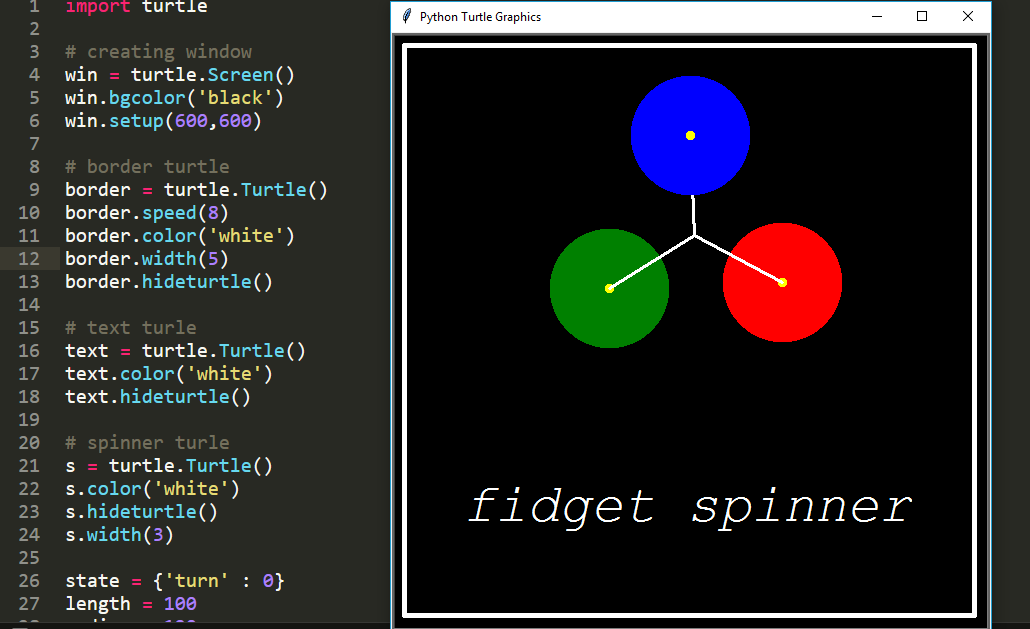 1 import turtle
2
3 # creating window
4 win = turtle.Screen()
5 win.bgcolor('black')
6 win.setup(600,600)
7
8 # border turtle
9 border = turtle.Turtle()
10 border.speed(8)
11 border.color('white')
12 border.width(5)
13 border.hideturtle()
14
15 # text turle
16 text = turtle.Turtle()
17 text.color('white')
18 text.hideturtle()
19
20 # spinner turle
21 s = turtle.Turtle()
22 s.color('white')
23 s.hideturtle()
24 s.width(3)
25
26 state = {'turn' : 0}
27 length = 100
Python Turtle Graphics
fidget spinner